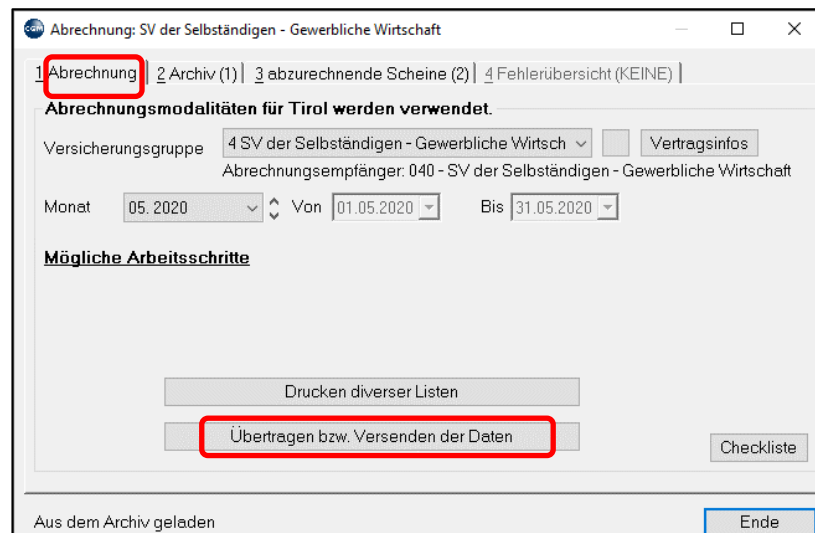 CGM Abrechnung: SV der Selbständigen - Gewerbliche Wirtschaft
1 Abrechnung 2 Archiv (1) 3 abzurechnende Scheine (2) 4 Fehlerübersicht (KEINE)
Abrechnungsmodalitäten für Tirol werden verwendet.
Versicherungsgruppe 4 SV der Selbständigen - Gewerbliche Wirtsch Vertragsinfos
Abrechnungsempfänger: 040 - SV der Selbständigen - Gewerbliche Wirtschaft
Monat 05. 2020 Von 01.05.2020 Bis 31.05.2020
Mögliche Arbeitsschritte
Drucken diverser Listen
Übertragen bzw. Versenden der Daten
Checkliste
Aus dem Archiv geladen Ende